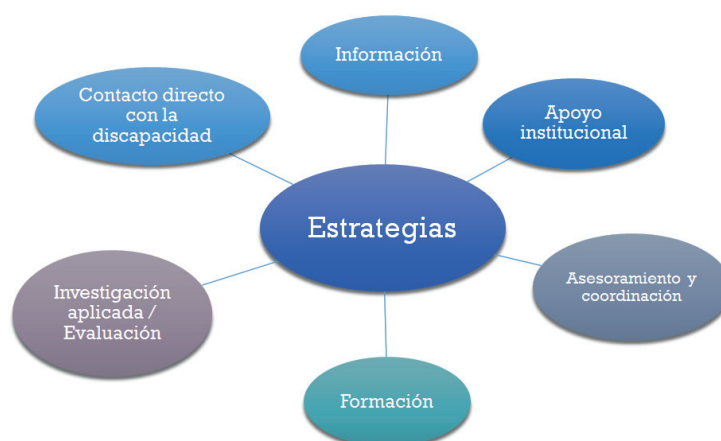 Información
Contacto directo
con la
discapacidad
Apoyo
institucional
Estrategias
Asesoramiento y
coordinación
Investigación
aplicada /
Evaluación
Formación